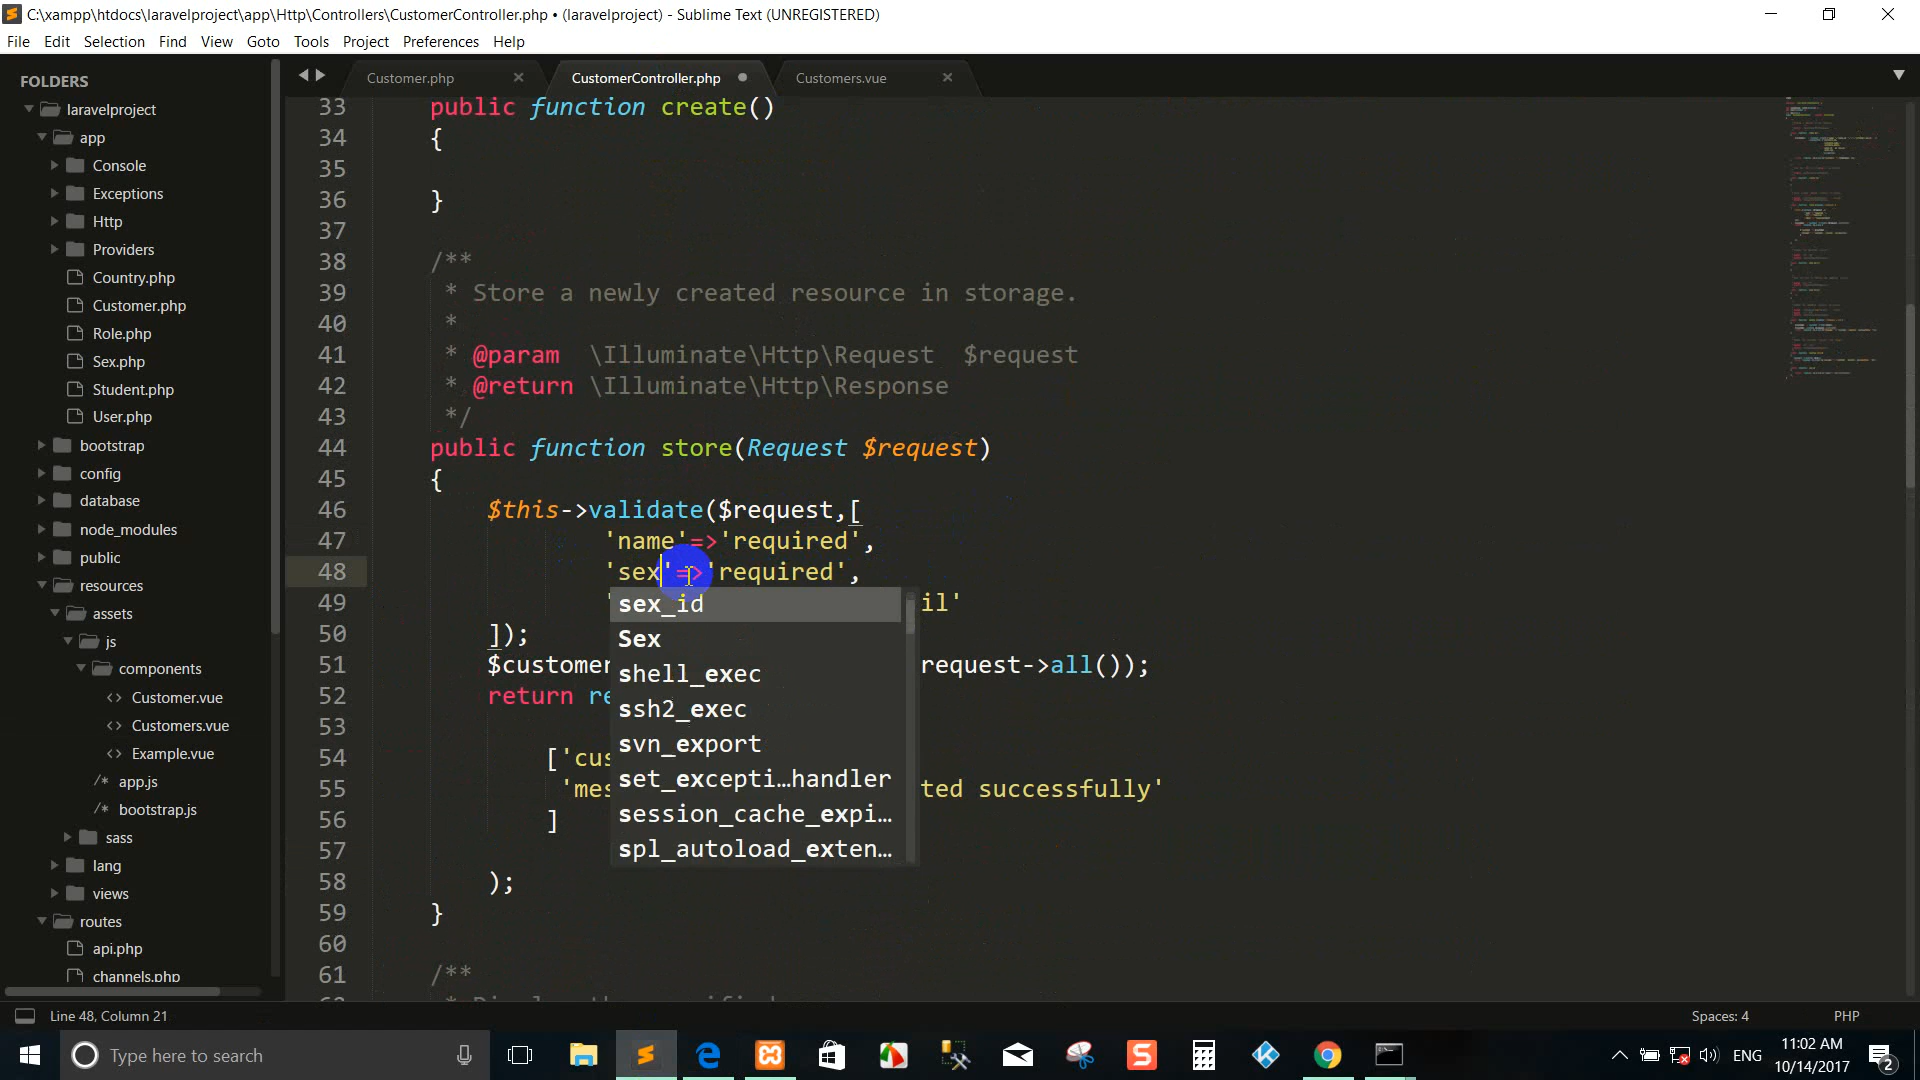 C:\xampp\htdocs\laravelproject\app\Http\Controllers\CustomerController.php • (laravelproject) - Sublime Text (UNREGISTERED)
File Edit Selection Find View Goto Tools Project Preferences Help
FOLDERS
laravelproject
app
Console
Exceptions
Http
Providers
Country.php
Customer.php
Role.php
Sex.php
Student.php
User.php
bootstrap
config
database
node_modules
public
resources
assets
js
components
<> Customer.vue
<> Customers.vue
<> Example.vue
/* app.js
/* bootstrap.js
sass
lang
views
routes
api.php
channels.php
Customer.php × CustomerController.php • Customers.vue ×
33 public function create()
34 {
35
36 }
37
38 /**
39 * Store a newly created resource in storage.
40 *
41 * @param \Illuminate\Http\Request $request
42 * @return \Illuminate\Http\Response
43 */
44 public function store(Request $request)
45 {
46 $this->validate($request,[
47 'name'=>'required',
48 'sex'=>'required',
49 ' il'
50 ]);
51 $customer request->all());
52 return re
53
54 ['cus
55 'mes ted successfully'
56 ]
57
58 );
59 }
60
61 /**
sex_id
Sex
shell_exec
ssh2_exec
svn_export
set_excepti…handler
session_cache_expi…
spl_autoload_exten…
Line 48, Column 21 Spaces: 4 PHP
Type here to search
ENG
11:02 AM
10/14/2017
2